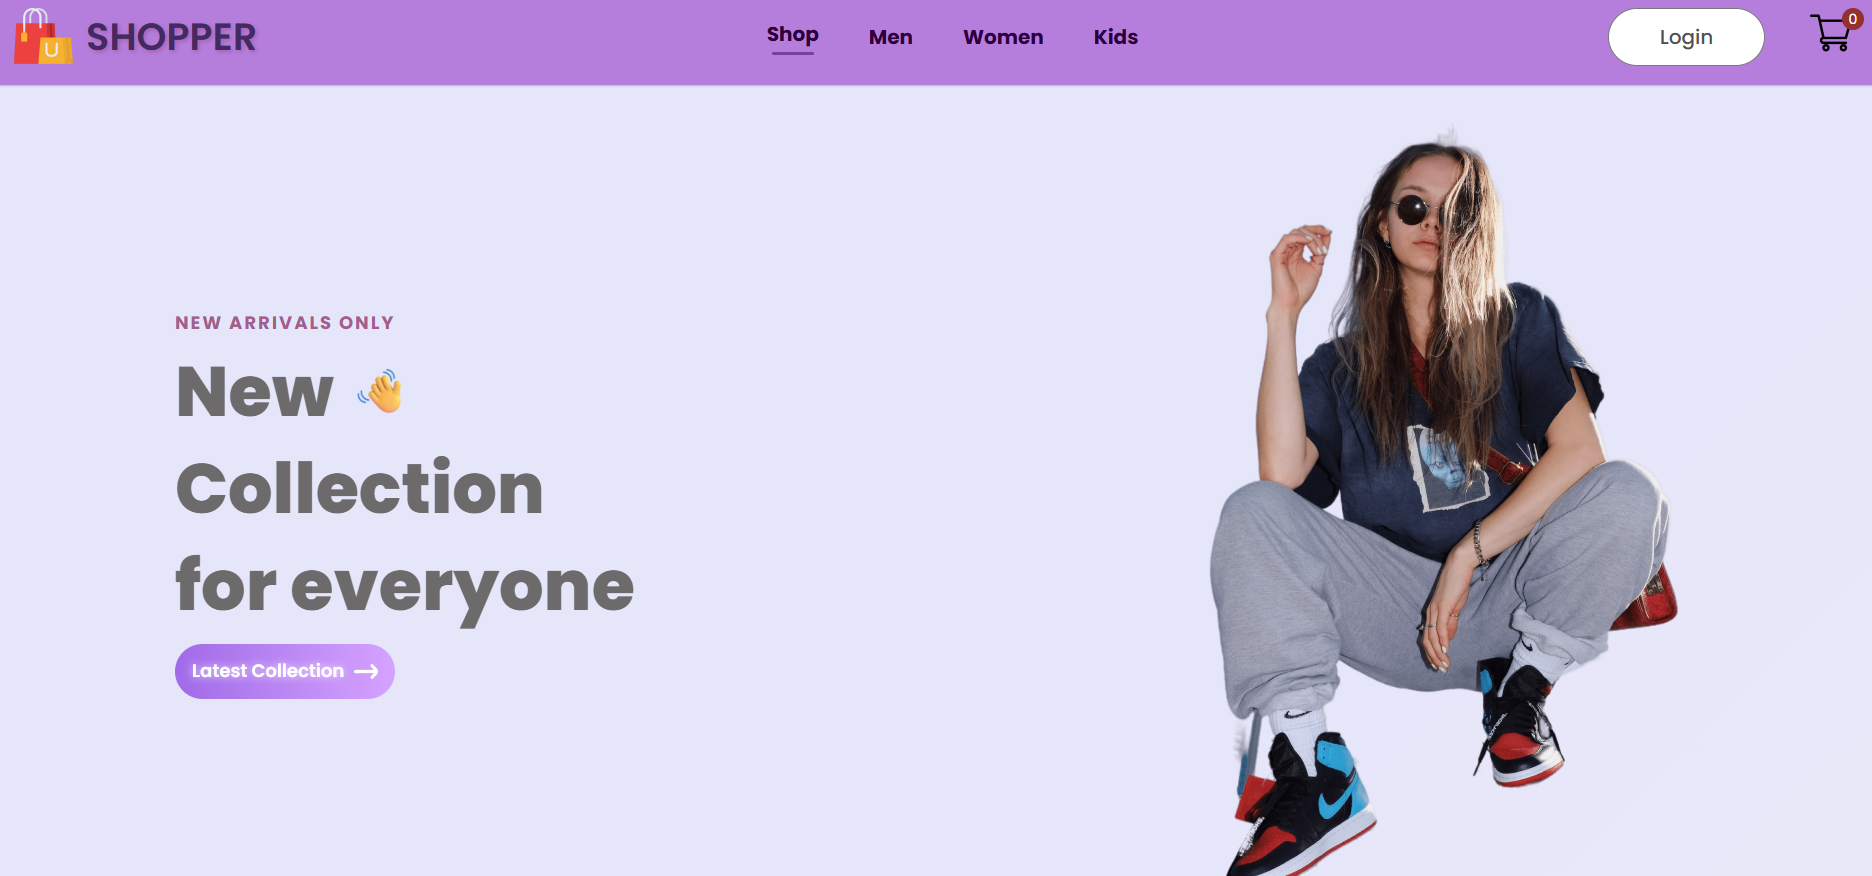 U
SHOPPER
Shop
Men
Women
Kids
Login
0
NEW ARRIVALS ONLY
New 👋
Collection
for everyone
Latest Collection →